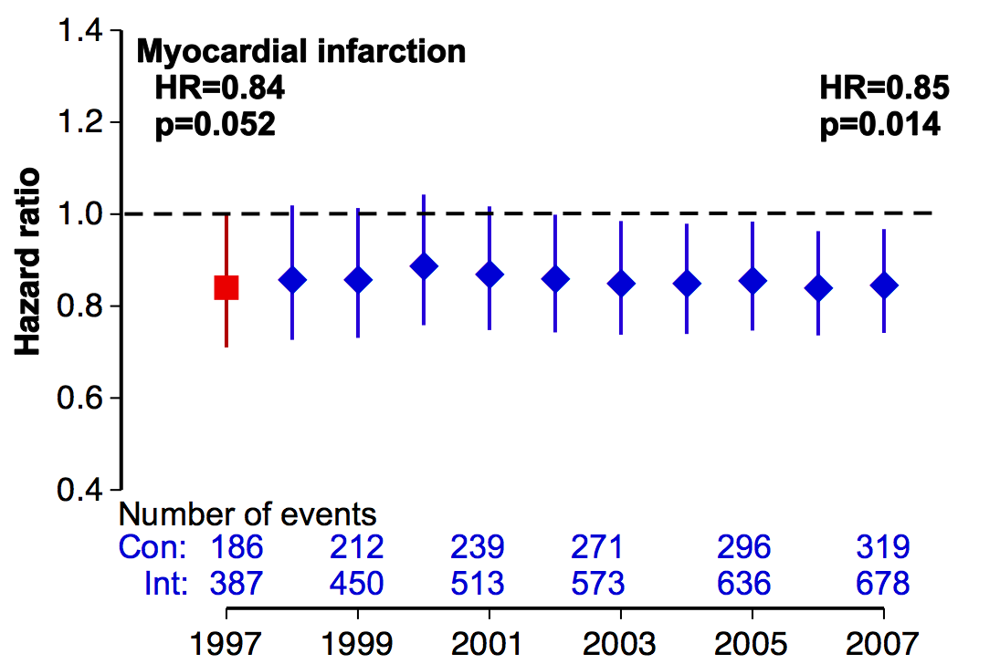 1.4
Myocardial infarction
HR=0.84 HR=0.85
1.2 p=0.052 p=0.014
1.0
Hazard ratio
0.8
0.6
0.4
Number of events
Con: 186 212 239 271 296 319
Int: 387 450 513 573 636 678
1997 1999 2001 2003 2005 2007